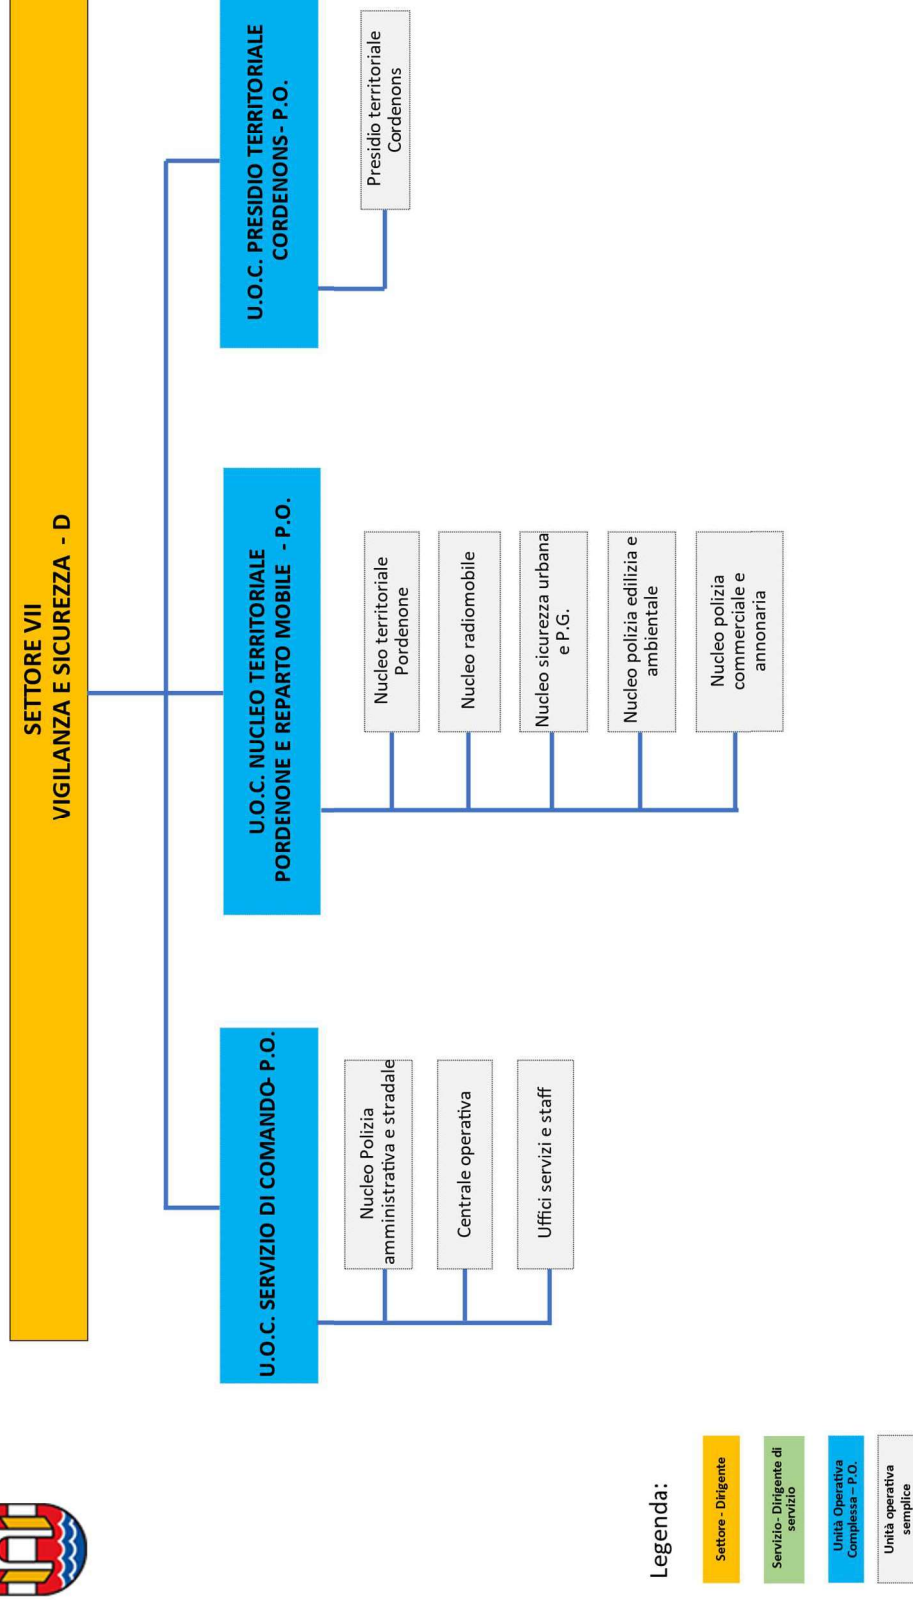 SETTORE VII
VIGILANZA E SICUREZZA - D
U.O.C. SERVIZIO DI COMANDO- P.O.
Nucleo Polizia
amministrativa e stradale
Centrale operativa
Uffici servizi e staff
U.O.C. NUCLEO TERRITORIALE
PORDENONE E REPARTO MOBILE - P.O.
Nucleo territoriale
Pordenone
Nucleo radiomobile
Nucleo sicurezza urbana
e P.G.
Nucleo polizia edilizia e
ambientale
Nucleo polizia
commerciale e
annonaria
U.O.C. PRESIDIO TERRITORIALE
CORDENONS- P.O.
Presidio territoriale
Cordenons
Legenda:
Settore - Dirigente
Servizio - Dirigente di
servizio
Unità Operativa
Complessa – P.O.
Unità operativa
semplice